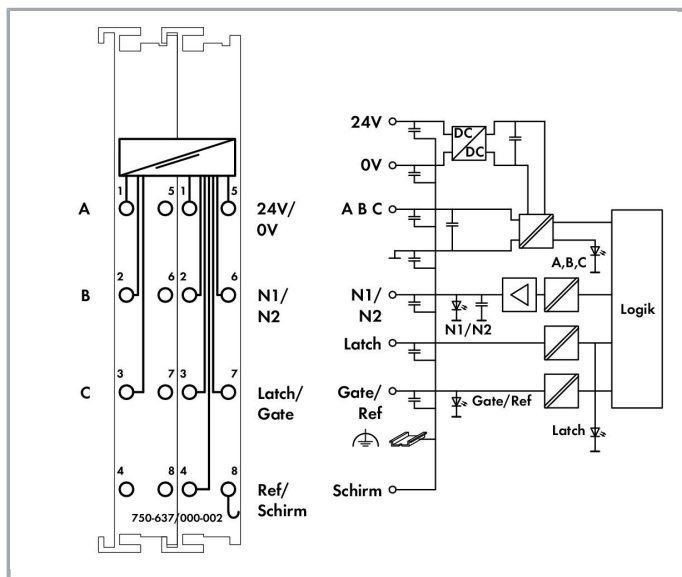 1 5 1 5
A 24V/
0V
2 6 2 6
B N1/
N2
3 7 3 7
C Latch/
Gate
4 8 4 8
Ref/
Schirm
750-637/000-002
24V
DC
DC
0V
A B C
A,B,C
N1/
N2
N1/N2
Logik
Latch
Gate/
Ref
Gate/Ref
Latch
Schirm